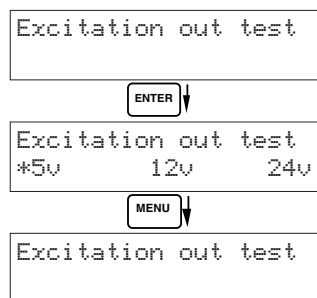 Excitation out test
ENTER
Excitation out test
*5v 12v 24v
MENU
Excitation out test